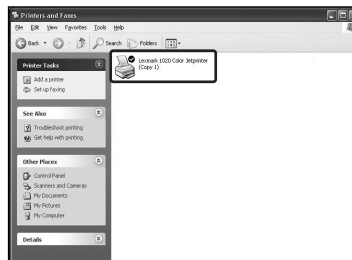 Printers and Faxes
File Edit View Favorites Tools Help
Back Search Folders
Printer Tasks
Add a printer
Set up faxing
See Also
Troubleshoot printing
Get help with printing
Other Places
Control Panel
Scanners and Cameras
My Documents
My Pictures
My Computer
Details
Lexmark 1020 Color Jetprinter
(Copy 1)